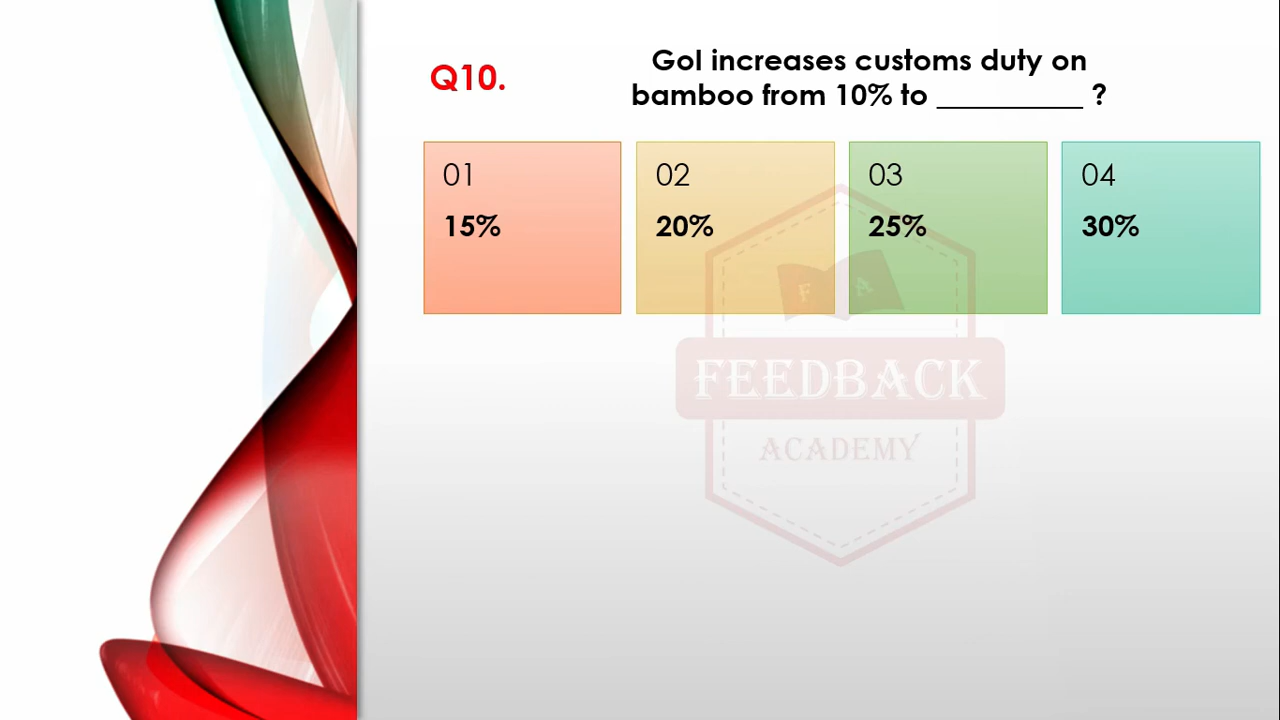 Q10.
GoI increases customs duty on
bamboo from 10% to __________ ?
01
15%
02
20%
03
25%
04
30%
F A
FEEDBACK
ACADEMY